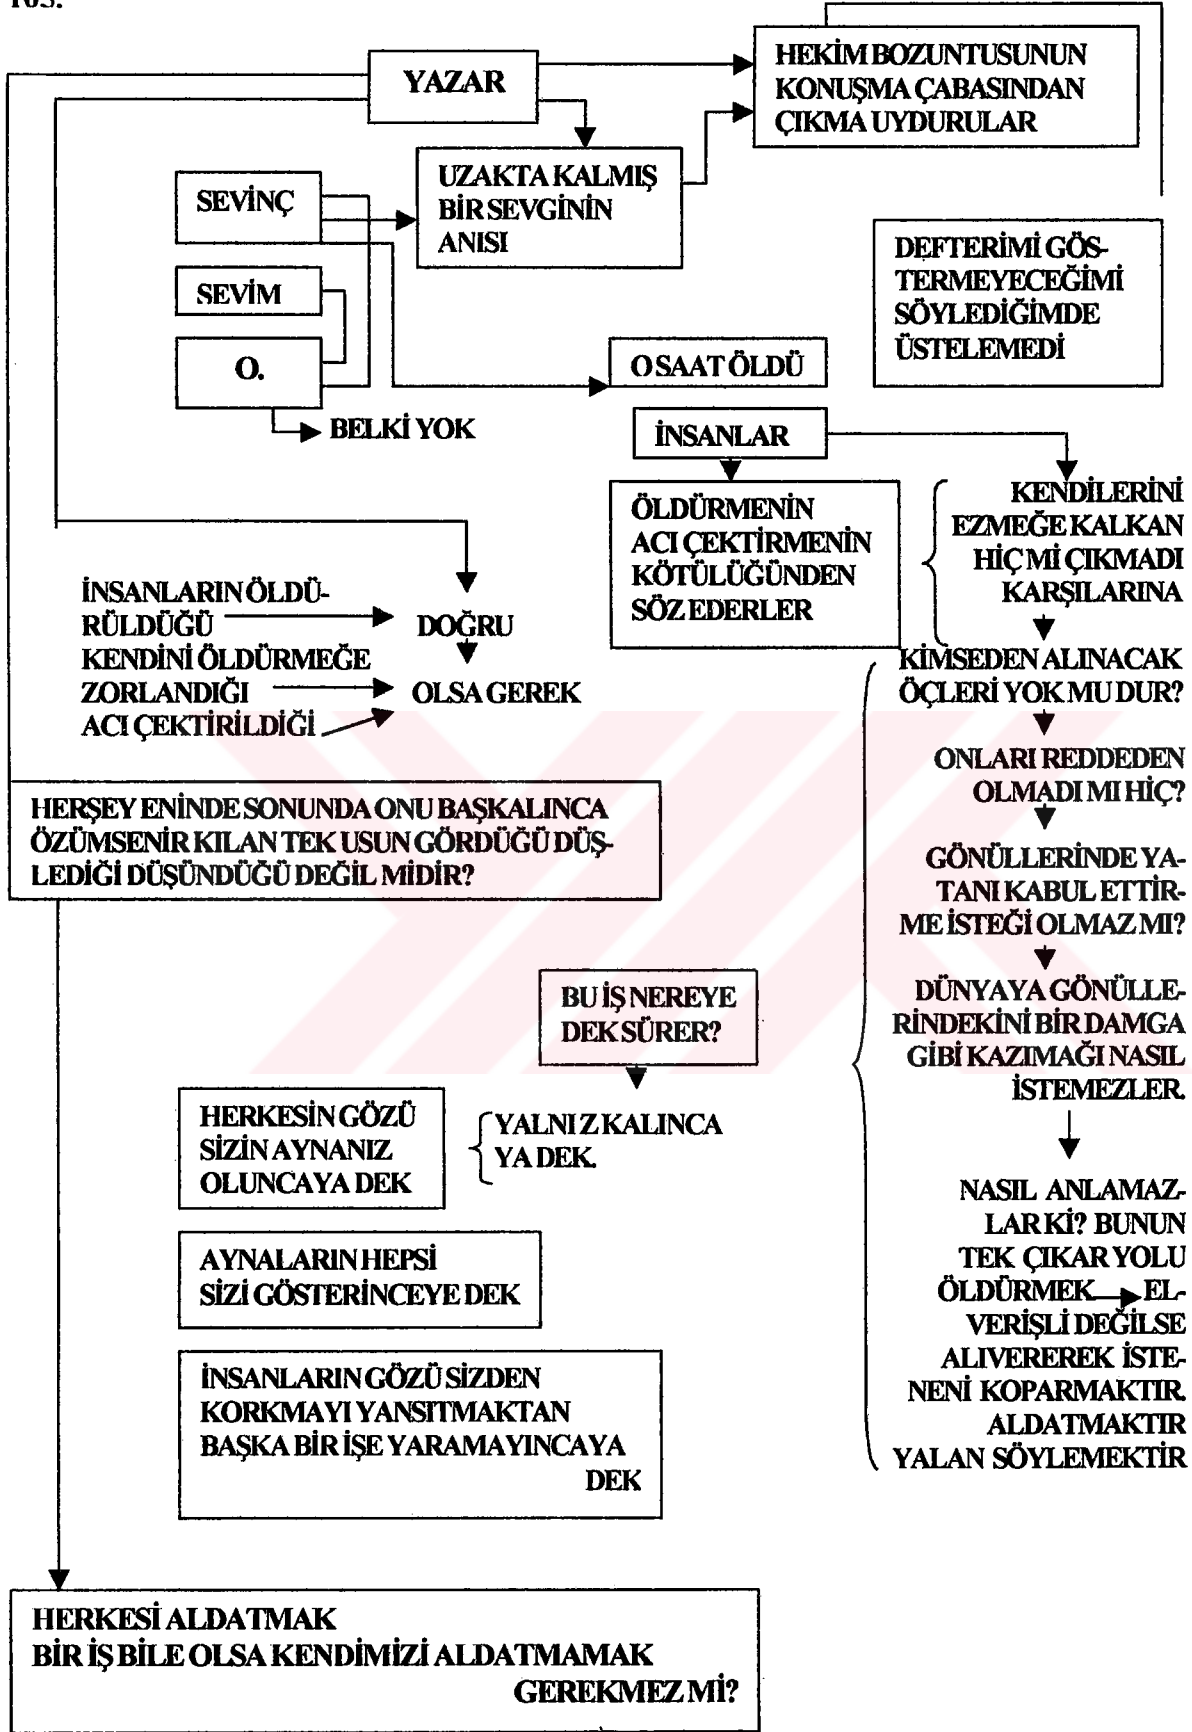 YAZAR
HEKİM BOZUNTUSUNUN
KONUŞMA ÇABASINDAN
ÇIKMA UYDURULAR
SEVİNÇ
UZAKTA KALMIŞ
BİR SEVGİNİN
ANISI
SEVİM
O.
BELKİ YOK
DEFTERİMİ GÖS-
TERMEYECEĞİMİ
SÖYLEDİĞİMDE
ÜSTELEMEDİ
O SAAT ÖLDÜ
İNSANLAR
ÖLDÜRMENİN
ACI ÇEKTİRMENİN
KÖTÜLÜĞÜNDEN
SÖZ EDERLER
KENDİLERİNİ
EZMEĞE KALKAN
HİÇ Mİ ÇIKMADI
KARŞILARINA
İNSANLARIN ÖLDÜ-
RÜLDÜĞÜ
KENDİNİ ÖLDÜRMEĞE
ZORLANDIĞI
ACI ÇEKTİRİLDİĞİ
DOĞRU
OLSA GEREK
KİMSEDEN ALINACAK
ÖÇLERİ YOK MU DUR?
ONLARI REDDEDEN
OLMADI MI HİÇ?
GÖNÜLLERİNDE YA-
TANI KABUL ETTİR-
ME İSTEĞİ OLMAZ MI?
DÜNYAYA GÖNÜLLE-
RİNDEKİNİ BİR DAMGA
GİBİ KAZIMAĞI NASIL
İSTEMEZLER.
NASIL ANLAMAZ-
LAR Kİ? BUNUN
TEK ÇIKAR YOLU
ÖLDÜRMEK EL-
VERİŞLİ DEĞİLSE
ALIVEREREK İSTE-
NENİ KOPARMAKTIR.
ALDATMAKTIR
YALAN SÖYLEMEKTİR
HERŞEY ENİNDE SONUNDA ONU BAŞKALINCA
ÖZÜMSENİR KILAN TEK USUN GÖRDÜĞÜ DÜŞ-
LEDİĞİ DÜŞÜNDÜĞÜ DEĞİL MİDİR?
BU İŞ NEREYE
DEK SÜRER?
YALNI Z KALINCA
YA DEK.
HERKESİN GÖZÜ
SİZİN AYNANIZ
OLUNCAYA DEK
AYNALARIN HEPSİ
SİZİ GÖSTERİNCEYE DEK
İNSANLARIN GÖZÜ SİZDEN
KORKMAYI YANSITMAKTAN
BAŞKA BİR İŞE YARAMAYINCAYA
DEK
HERKESİ ALDATMAK
BİR İŞ BİLE OLSA KENDİMİZİ ALDATMAMAK
GEREKMEZ Mİ?